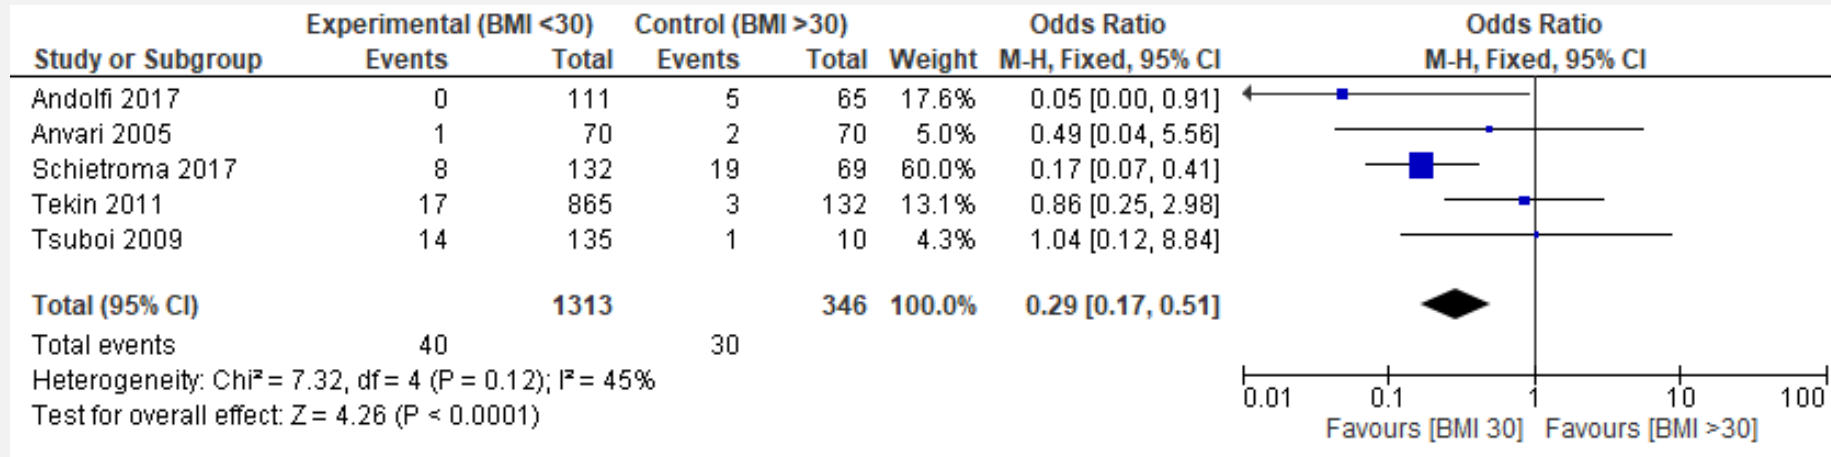 Experimental (BMI <30) Control (BMI >30) Odds Ratio Odds Ratio
Study or Subgroup Events Total Events Total Weight M-H, Fixed, 95% CI M-H, Fixed, 95% CI
Andolfi 2017 0 111 5 65 17.6% 0.05 [0.00, 0.91]
Anvari 2005 1 70 2 70 5.0% 0.49 [0.04, 5.56]
Schietroma 2017 8 132 19 69 60.0% 0.17 [0.07, 0.41]
Tekin 2011 17 865 3 132 13.1% 0.86 [0.25, 2.98]
Tsuboi 2009 14 135 1 10 4.3% 1.04 [0.12, 8.84]
Total (95% CI) 1313 346 100.0% 0.29 [0.17, 0.51]
Total events 40 30
Heterogeneity: Chi² = 7.32, df = 4 (P = 0.12); I² = 45%
Test for overall effect: Z = 4.26 (P < 0.0001)
0.01 0.1 1 10 100
Favours [BMI 30] Favours [BMI >30]